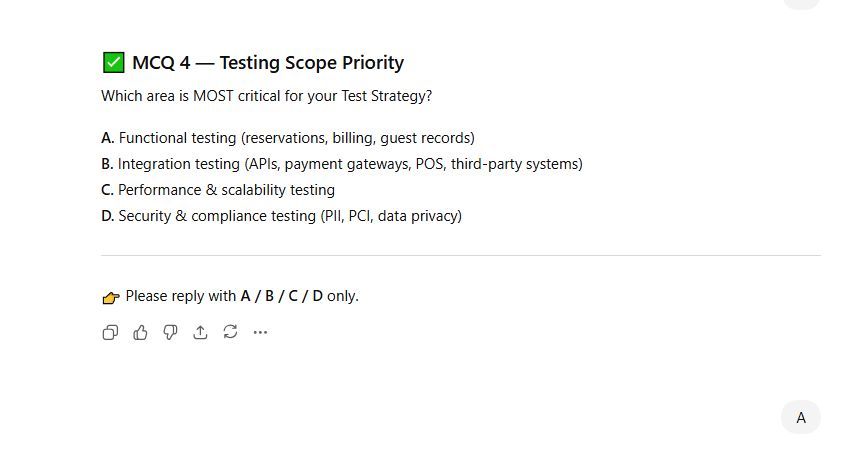 ✅ MCQ 4 — Testing Scope Priority
Which area is MOST critical for your Test Strategy?
A. Functional testing (reservations, billing, guest records)
B. Integration testing (APIs, payment gateways, POS, third-party systems)
C. Performance & scalability testing
D. Security & compliance testing (PII, PCI, data privacy)
👉 Please reply with A / B / C / D only.
A